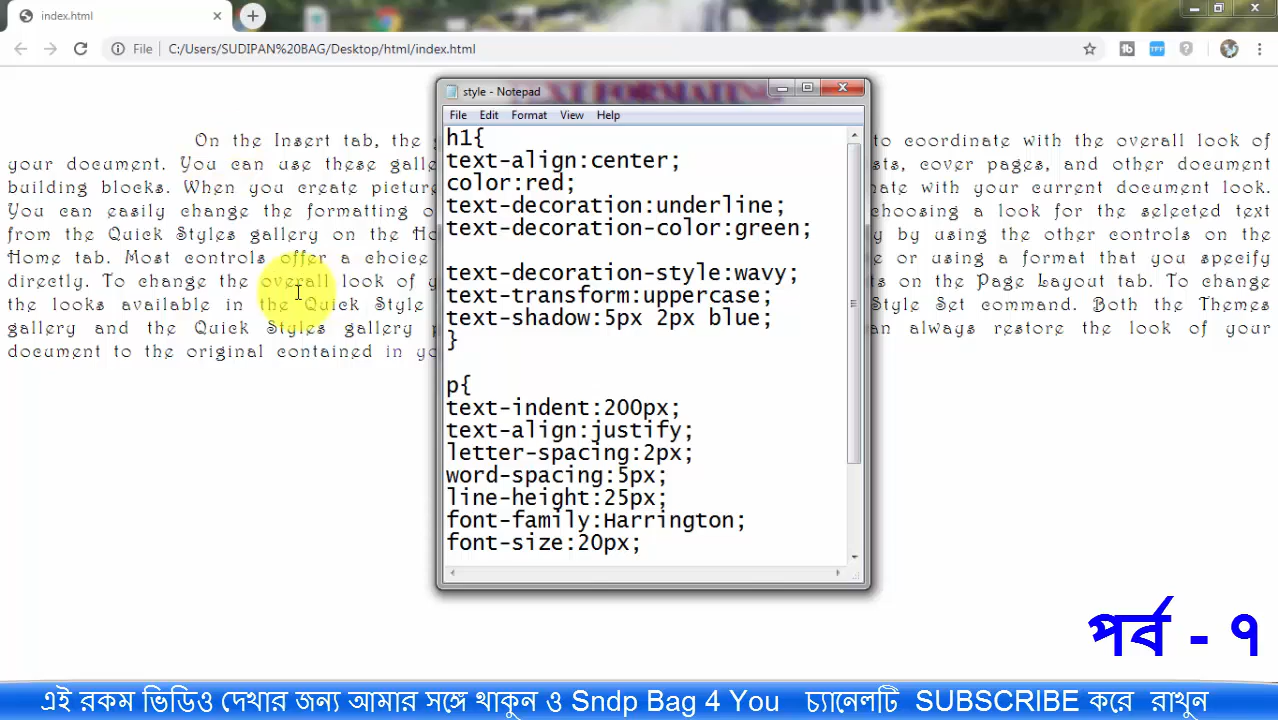 index.html
File C:/Users/SUDIPAN%20BAG/Desktop/html/index.html
TEXT FORMATING
style - Notepad
File Edit Format View Help
h1{
text-align:center;
color:red;
text-decoration:underline;
text-decoration-color:green;
text-decoration-style:wavy;
text-transform:uppercase;
text-shadow:5px 2px blue;
}
p{
text-indent:200px;
text-align:justify;
letter-spacing:2px;
word-spacing:5px;
line-height:25px;
font-family:Harrington;
font-size:20px;
On the Insert tab, the to coordinate with the overall look of
your document. You can use these cover pages, and other document
building blocks. When you create with your current document look.
You can easily change the formatting choosing a look for the selected text
from the Quick Styles gallery on the by using the other controls on the
Home tab. Most controls offer a choice or using a format that you specify
directly. To change the overall look of on the Page Layout tab. To change
the looks available in the Quick Style Style Set command. Both the Themes
gallery and the Quick Styles gallery always restore the look of your
document to the original contained in
পর্ব - ৭
এই রকম ভিডিও দেখার জন্য আমার সঙ্গে থাকুন ও Sndp Bag 4 You চ্যানেলটি SUBSCRIBE করে রাখুন